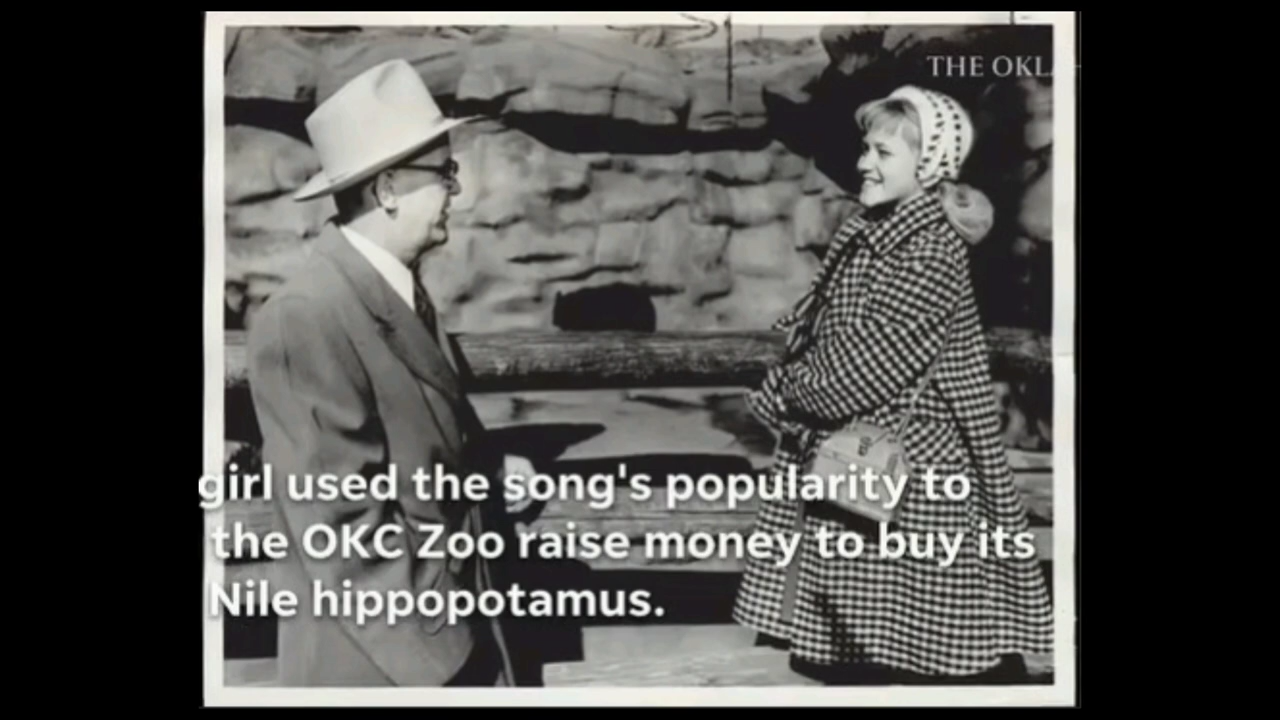 THE OKL
girl used the song's popularity to
the OKC Zoo raise money to buy its
Nile hippopotamus.